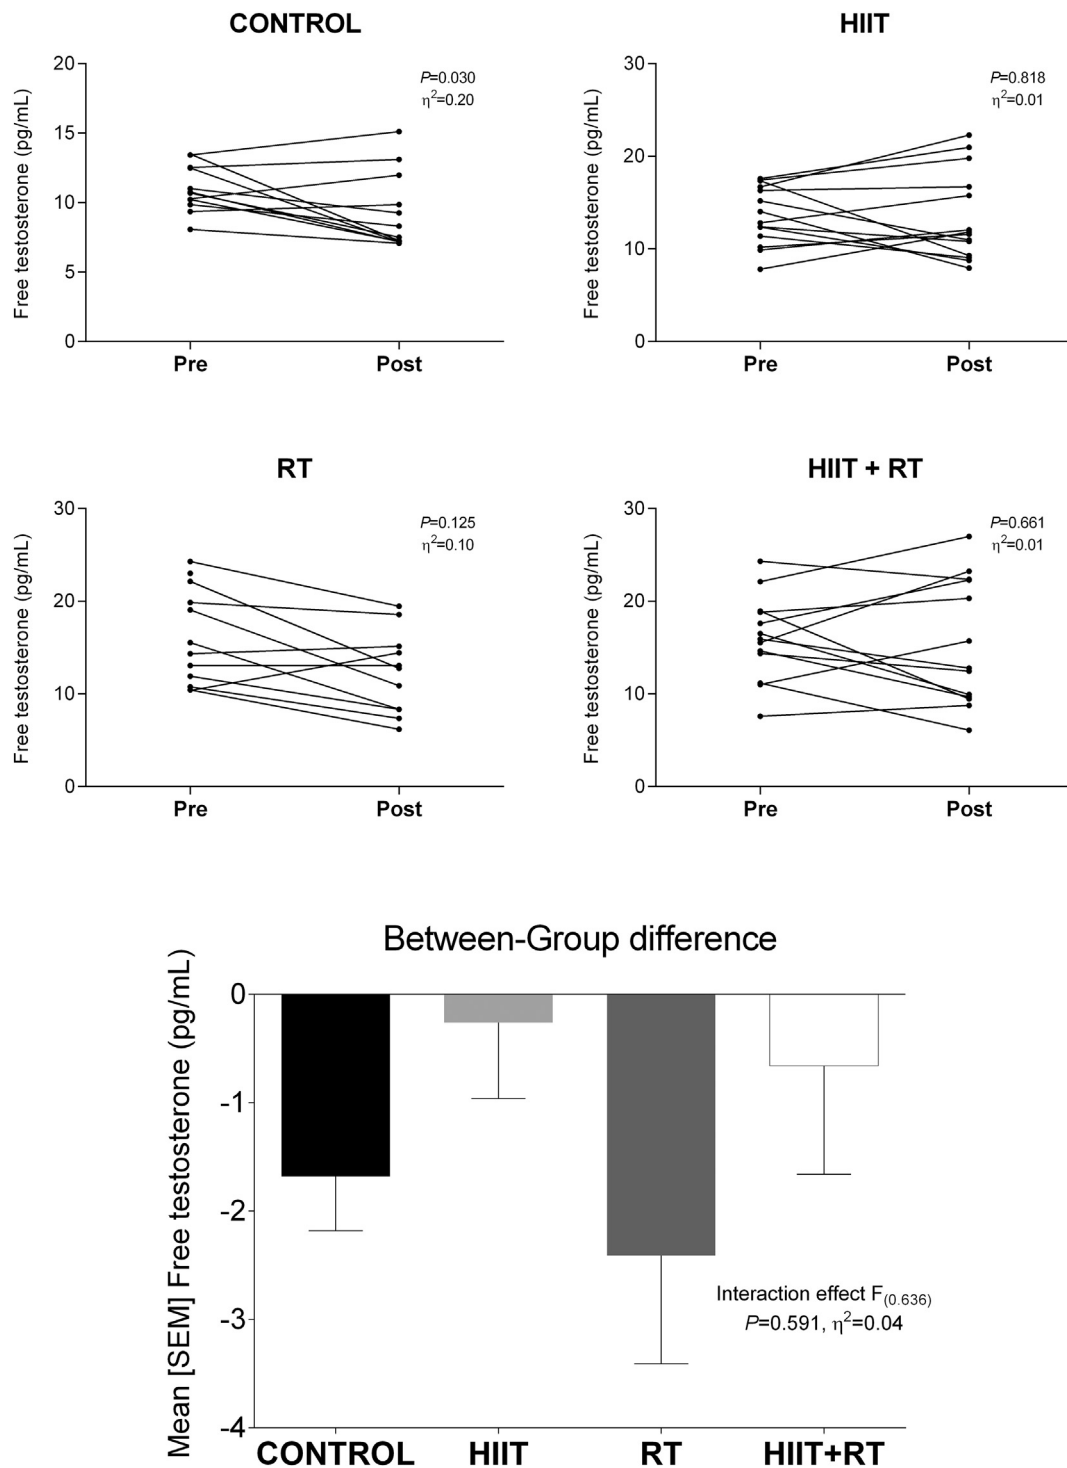 CONTROL
Free testosterone (pg/mL)
20
15
10
5
0
P=0.030
η²=0.20
Pre Post
HIIT
Free testosterone (pg/mL)
30
20
10
0
P=0.818
η²=0.01
Pre Post
RT
Free testosterone (pg/mL)
30
20
10
0
P=0.125
η²=0.10
Pre Post
HIIT + RT
Free testosterone (pg/mL)
30
20
10
0
P=0.661
η²=0.01
Pre Post
Between-Group difference
Mean [SEM] Free testosterone (pg/mL)
0
-1
-2
-3
-4
Interaction effect F(0.636)
P=0.591, η²=0.04
CONTROL HIIT RT HIIT+RT